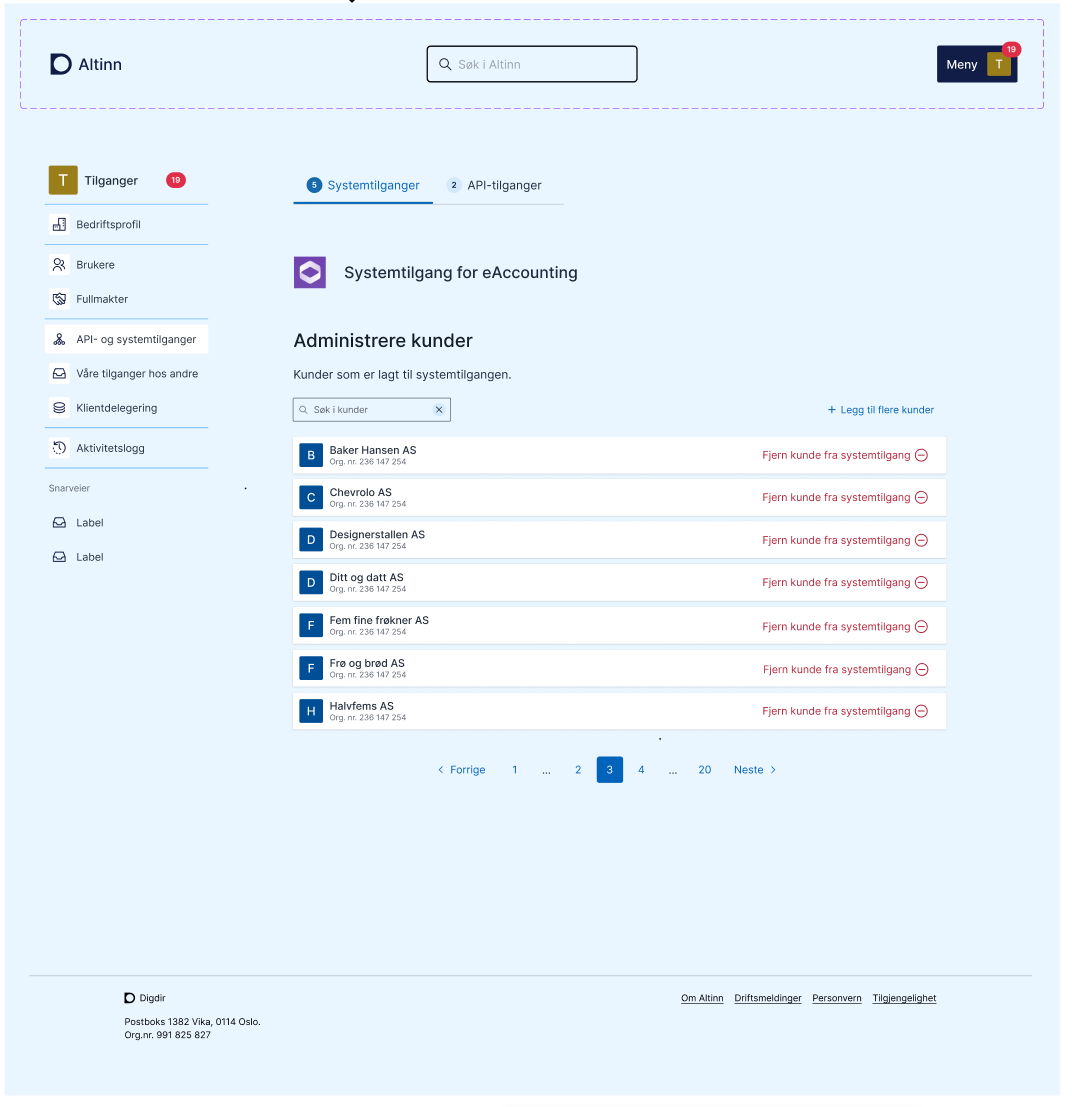 Altinn
Søk i Altinn
Meny
T
19
T
Tilganger
19
Bedriftsprofil
Brukere
Fullmakter
API- og systemtilganger
Våre tilganger hos andre
Klientdelegering
Aktivitetslogg
Snarveier
Label
Label
5 Systemtilganger
2 API-tilganger
Systemtilgang for eAccounting
Administrere kunder
Kunder som er lagt til systemtilgangen.
Søk i kunder
+ Legg til flere kunder
B
Baker Hansen AS
Org. nr. 236 147 254
Fjern kunde fra systemtilgang
C
Chevrolo AS
Org. nr. 236 147 254
Fjern kunde fra systemtilgang
D
Designerstallen AS
Org. nr. 236 147 254
Fjern kunde fra systemtilgang
D
Ditt og datt AS
Org. nr. 236 147 254
Fjern kunde fra systemtilgang
F
Fem fine frøkner AS
Org. nr. 236 147 254
Fjern kunde fra systemtilgang
F
Frø og brød AS
Org. nr. 236 147 254
Fjern kunde fra systemtilgang
H
Halvfems AS
Org. nr. 236 147 254
Fjern kunde fra systemtilgang
< Forrige 1 ... 2 3 4 ... 20 Neste >
Digdir
Postboks 1382 Vika, 0114 Oslo.
Org.nr. 991 825 827
Om Altinn Driftsmeldinger Personvern Tilgjengelighet